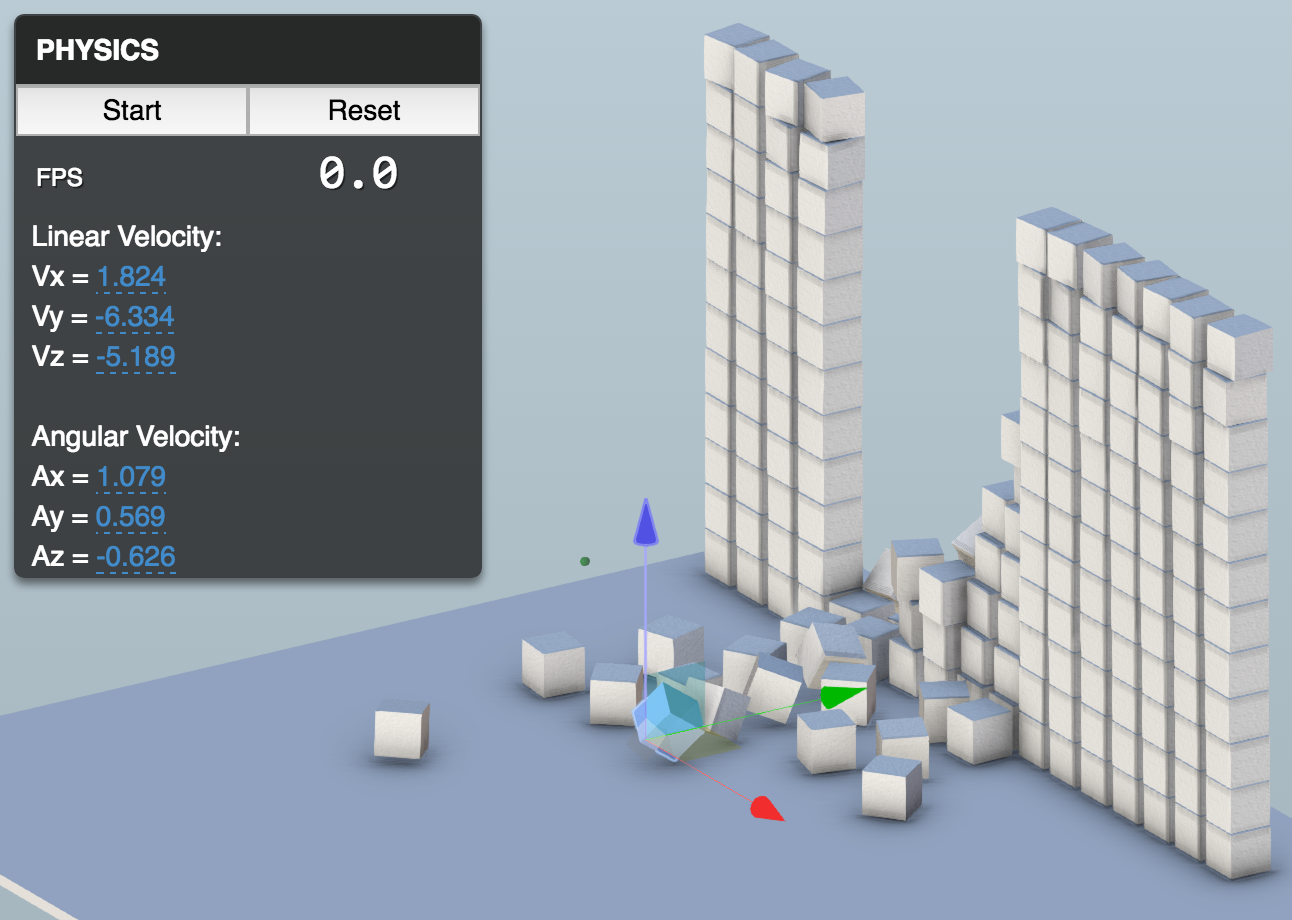 PHYSICS
Start Reset
FPS 0.0
Linear Velocity:
Vx = 1.824
Vy = -6.334
Vz = -5.189
Angular Velocity:
Ax = 1.079
Ay = 0.569
Az = -0.626